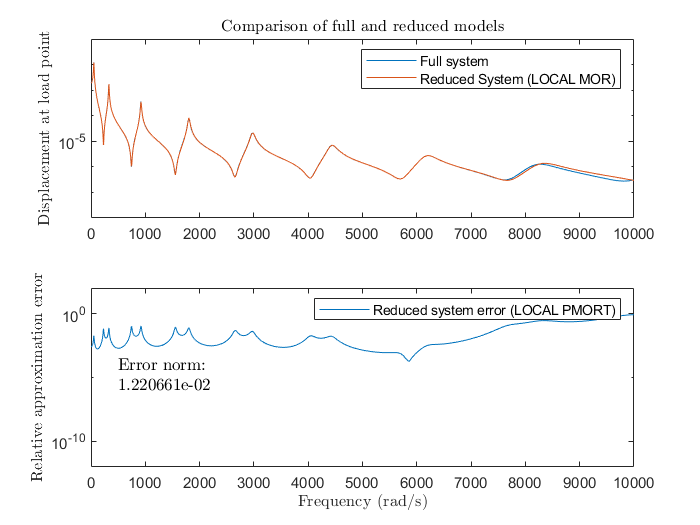 Comparison of full and reduced models
Displacement at load point
10^-5
Full system
Reduced System (LOCAL MOR)
0 1000 2000 3000 4000 5000 6000 7000 8000 9000 10000
Relative approximation error
10^0
10^-10
Reduced system error (LOCAL PMORT)
Error norm:
1.220661e-02
0 1000 2000 3000 4000 5000 6000 7000 8000 9000 10000
Frequency (rad/s)